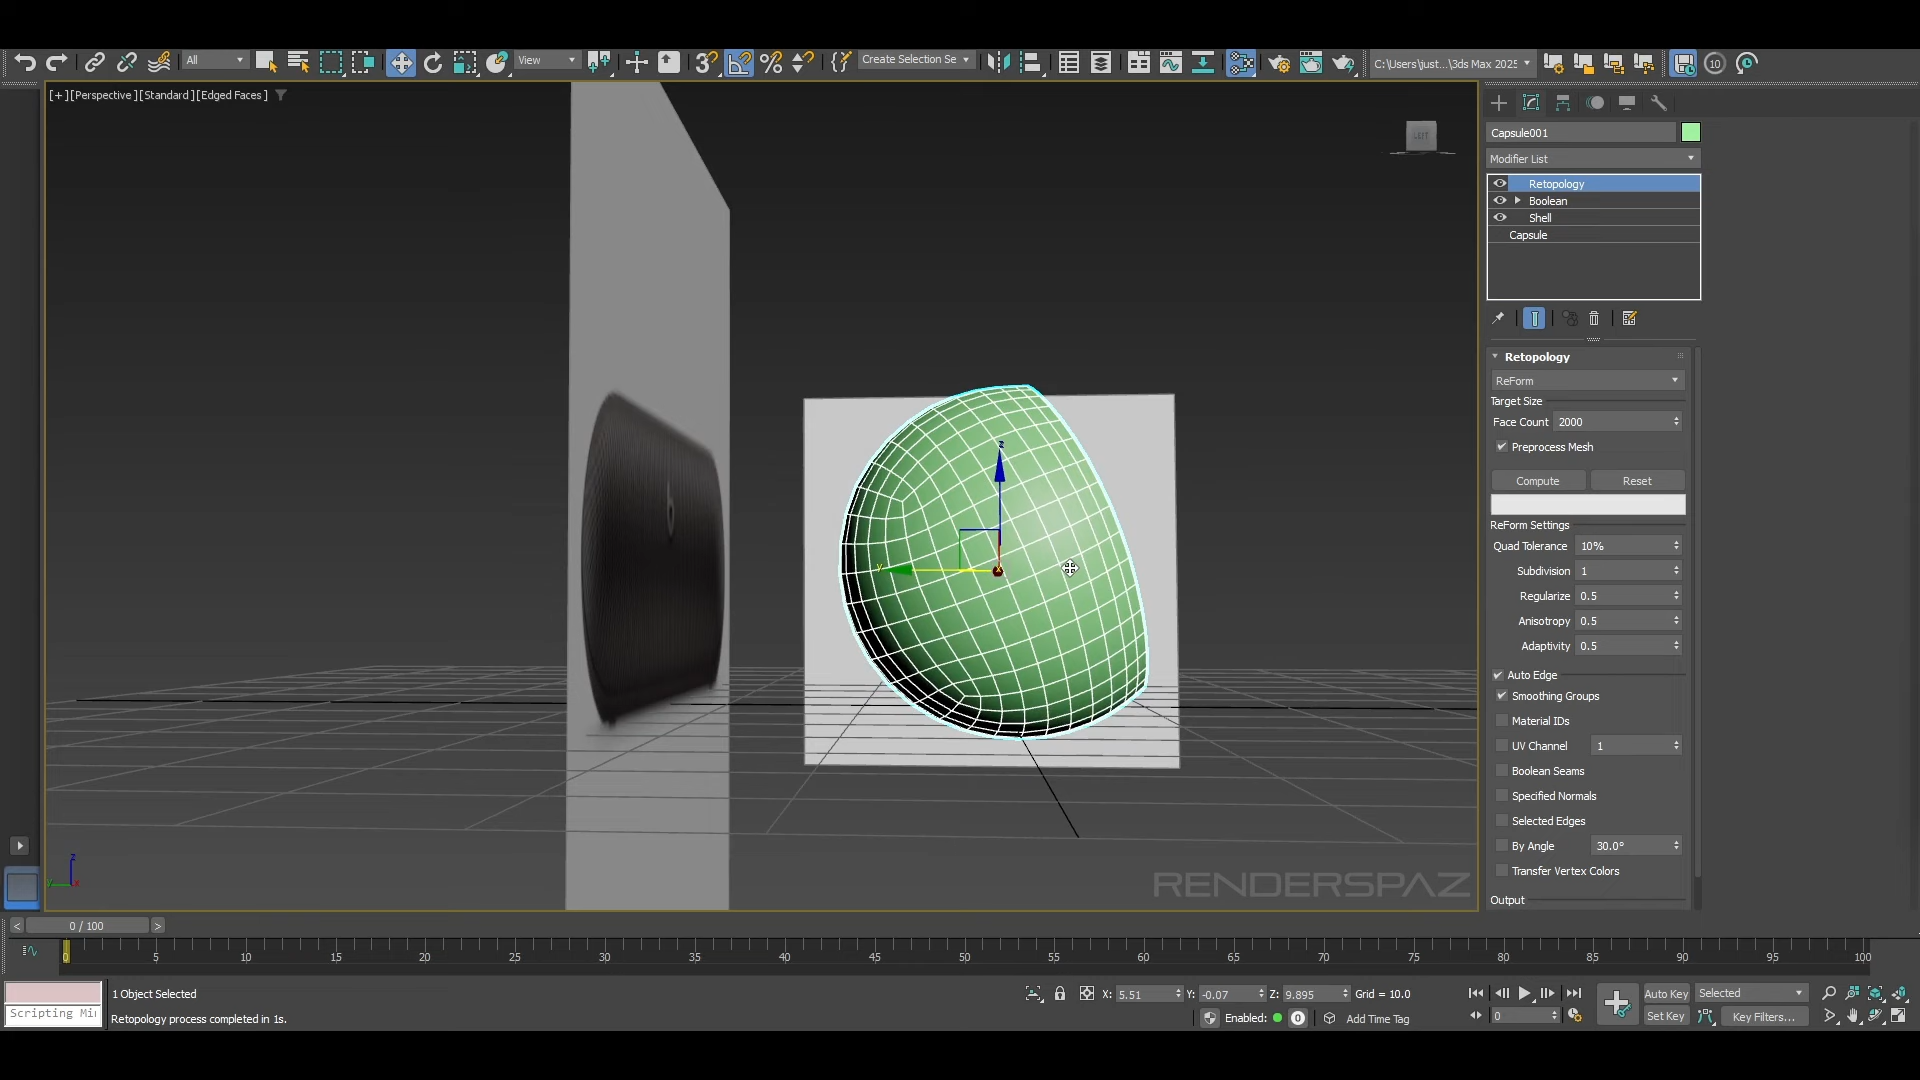 All
View
3
Create Selection Se
C:\Users\just...\3ds Max 2025
10
[+][Perspective][Standard][Edged Faces]
Capsule001
Modifier List
Retopology
Boolean
Shell
Capsule
Retopology
ReForm
Target Size
Face Count 2000
Preprocess Mesh
Compute Reset
ReForm Settings
Quad Tolerance 10%
Subdivision 1
Regularize 0.5
Anisotropy 0.5
Adaptivity 0.5
Auto Edge
Smoothing Groups
Material IDs
UV Channel 1
Boolean Seams
Specified Normals
Selected Edges
By Angle 30.0°
Transfer Vertex Colors
Output
z
y
x
b
z
y
x
RENDERSPAZ
< 0 / 100 >
0 5 10 15 20 25 30 35 40 45 50 55 60 65 70 75 80 85 90 95 100
1 Object Selected
X: 5.51 Y: -0.07 Z: 9.895 Grid = 10.0
Auto Key Selected
Scripting Mi
Retopology process completed in 1s.
Enabled: 0 Add Time Tag
0
Set Key Key Filters...